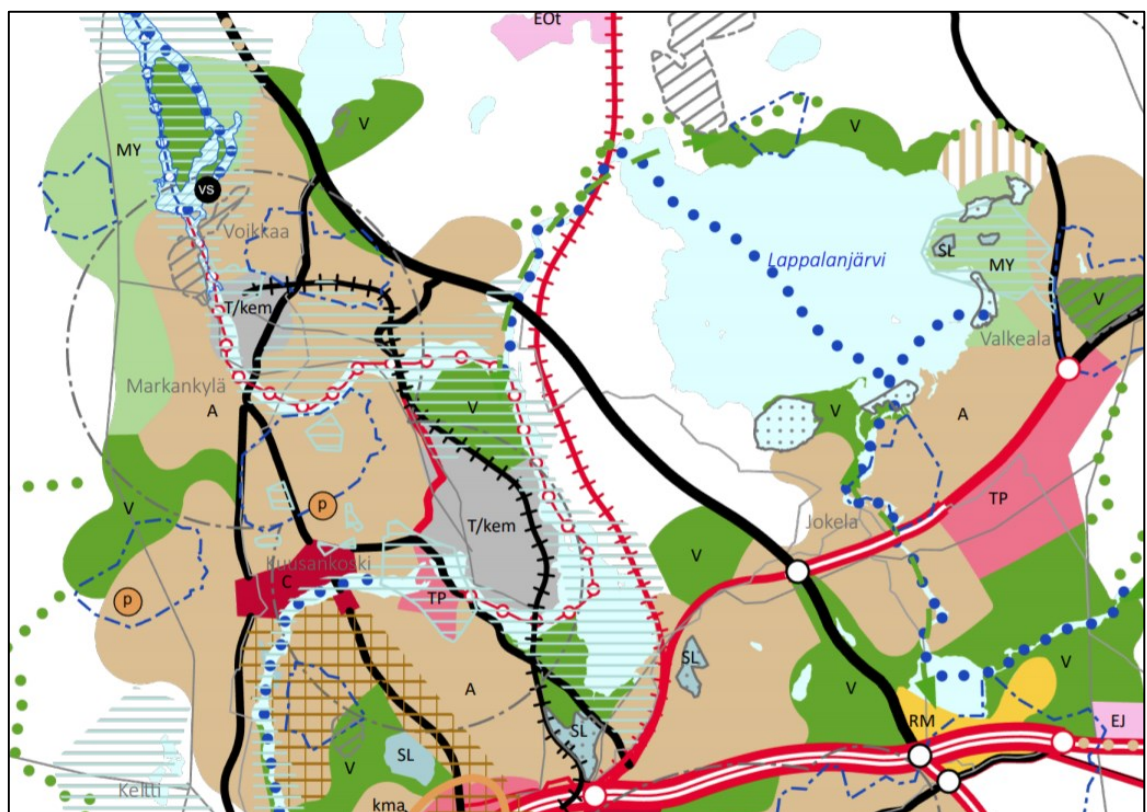 EOt
V
V
MY
VS
Voikkaa
Lappalanjärvi
SL
MY
V
T/kem
Valkeala
Markankylä
A
V
V
A
V
p
T/kem
TP
Jokela
Kuusankoski
V
C
p
TP
SL
V
V
A
RM
EJ
SL
SL
V
Keltti
kma